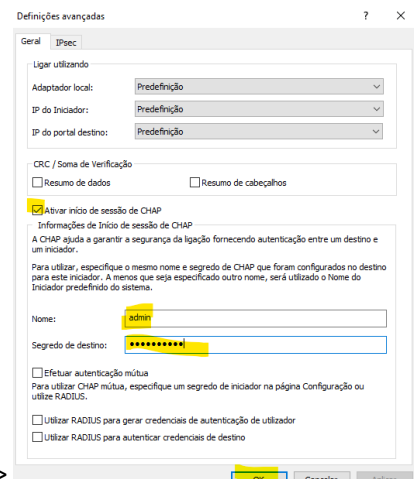 Definições avançadas ? ×
Geral IPsec
Ligar utilizando
Adaptador local: Predefinição
IP do Iniciador: Predefinição
IP do portal destino: Predefinição
CRC / Soma de Verificação
Resumo de dados Resumo de cabeçalhos
Ativar início de sessão de CHAP
Informações de Início de sessão de CHAP
A CHAP ajuda a garantir a segurança da ligação fornecendo autenticação entre um destino e
um iniciador.
Para utilizar, especifique o mesmo nome e segredo de CHAP que foram configurados no destino
para este iniciador. A menos que seja especificado outro nome, será utilizado o Nome do
Iniciador predefinido do sistema.
Nome: admin
Segredo de destino: ●●●●●●●●●●
Efetuar autenticação mútua
Para utilizar CHAP mútua, especifique um segredo de iniciador na página Configuração ou
utilize RADIUS.
Utilizar RADIUS para gerar credenciais de autenticação de utilizador
Utilizar RADIUS para autenticar credenciais de destino
> OK Cancelar Aplicar